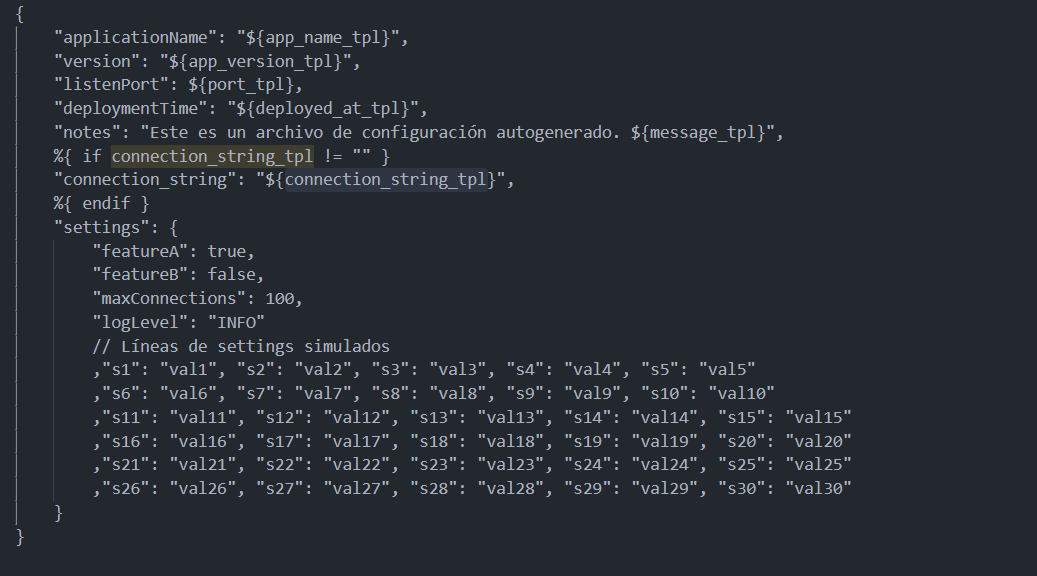 {
    "applicationName": "${app_name_tpl}",
    "version": "${app_version_tpl}",
    "listenPort": ${port_tpl},
    "deploymentTime": "${deployed_at_tpl}",
    "notes": "Este es un archivo de configuración autogenerado. ${message_tpl}",
    %{ if connection_string_tpl != "" }
    "connection_string": "${connection_string_tpl}",
    %{ endif }
    "settings": {
        "featureA": true,
        "featureB": false,
        "maxConnections": 100,
        "logLevel": "INFO"
        // Líneas de settings simulados
        ,"s1": "val1", "s2": "val2", "s3": "val3", "s4": "val4", "s5": "val5"
        ,"s6": "val6", "s7": "val7", "s8": "val8", "s9": "val9", "s10": "val10"
        ,"s11": "val11", "s12": "val12", "s13": "val13", "s14": "val14", "s15": "val15"
        ,"s16": "val16", "s17": "val17", "s18": "val18", "s19": "val19", "s20": "val20"
        ,"s21": "val21", "s22": "val22", "s23": "val23", "s24": "val24", "s25": "val25"
        ,"s26": "val26", "s27": "val27", "s28": "val28", "s29": "val29", "s30": "val30"
    }
}